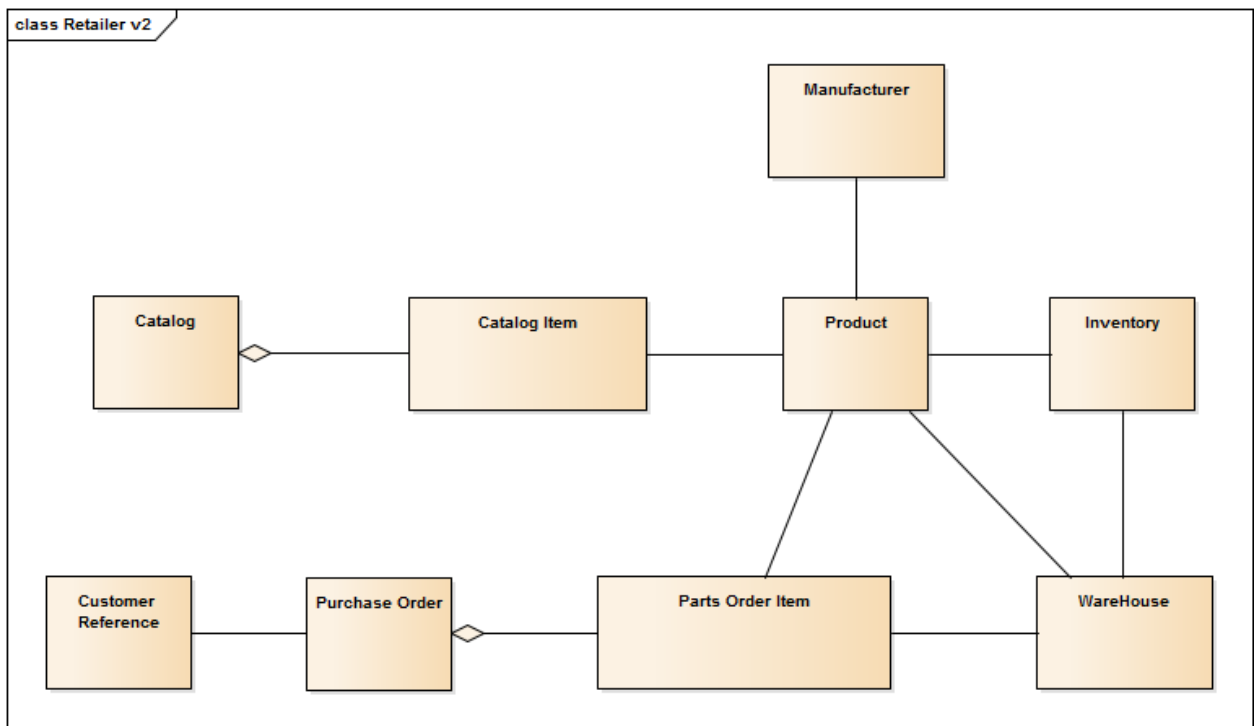 class Retailer v2
Manufacturer
Catalog
Catalog Item
Product
Inventory
Customer
Reference
Purchase Order
Parts Order Item
WareHouse